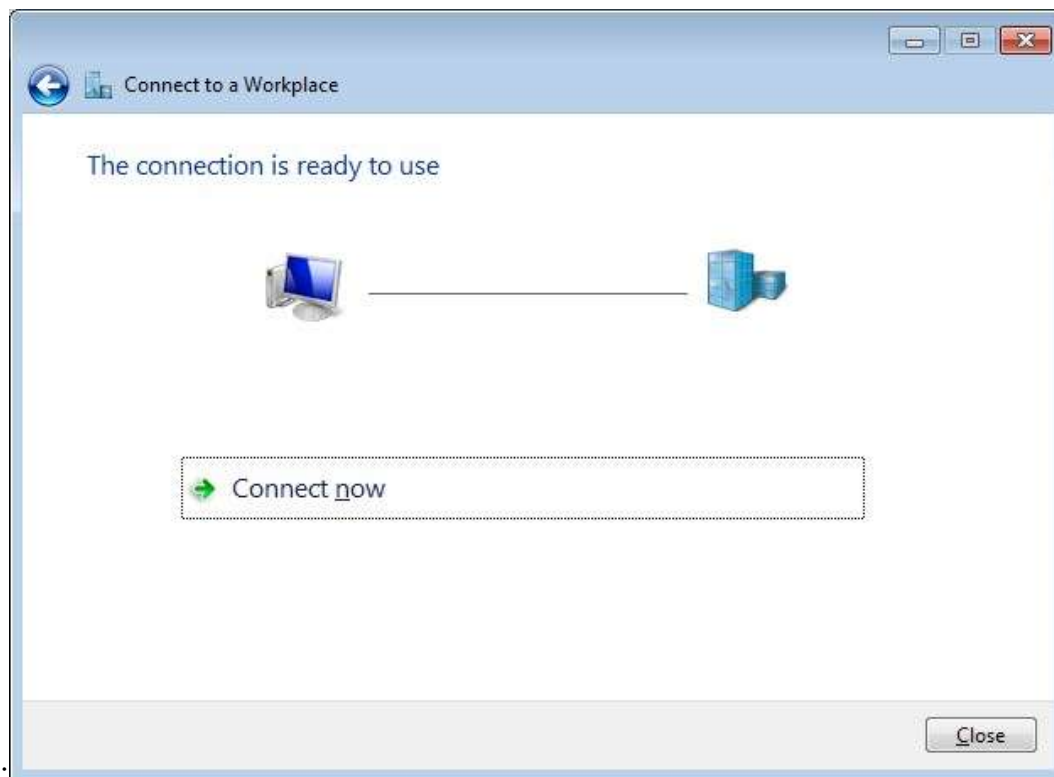 Connect to a Workplace
The connection is ready to use
Connect now
Close
.